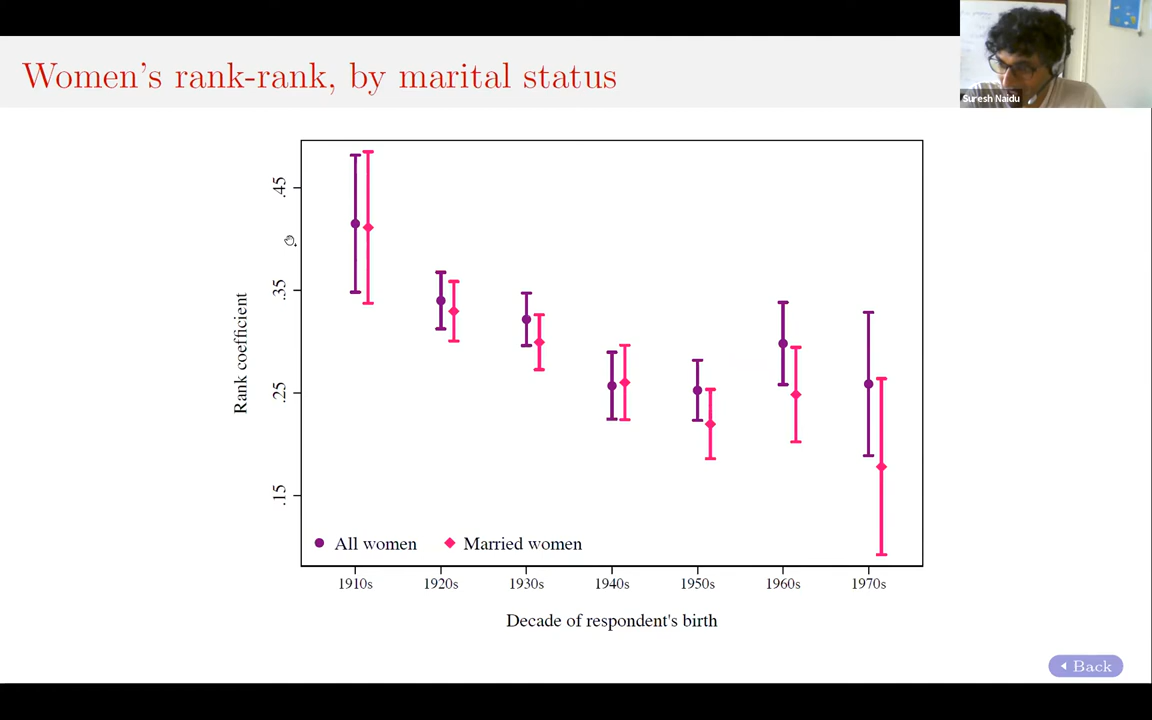 Women's rank-rank, by marital status
Suresh Naidu
.45
.35
.25
.15
Rank coefficient
All women
Married women
1910s 1920s 1930s 1940s 1950s 1960s 1970s
Decade of respondent's birth
Back